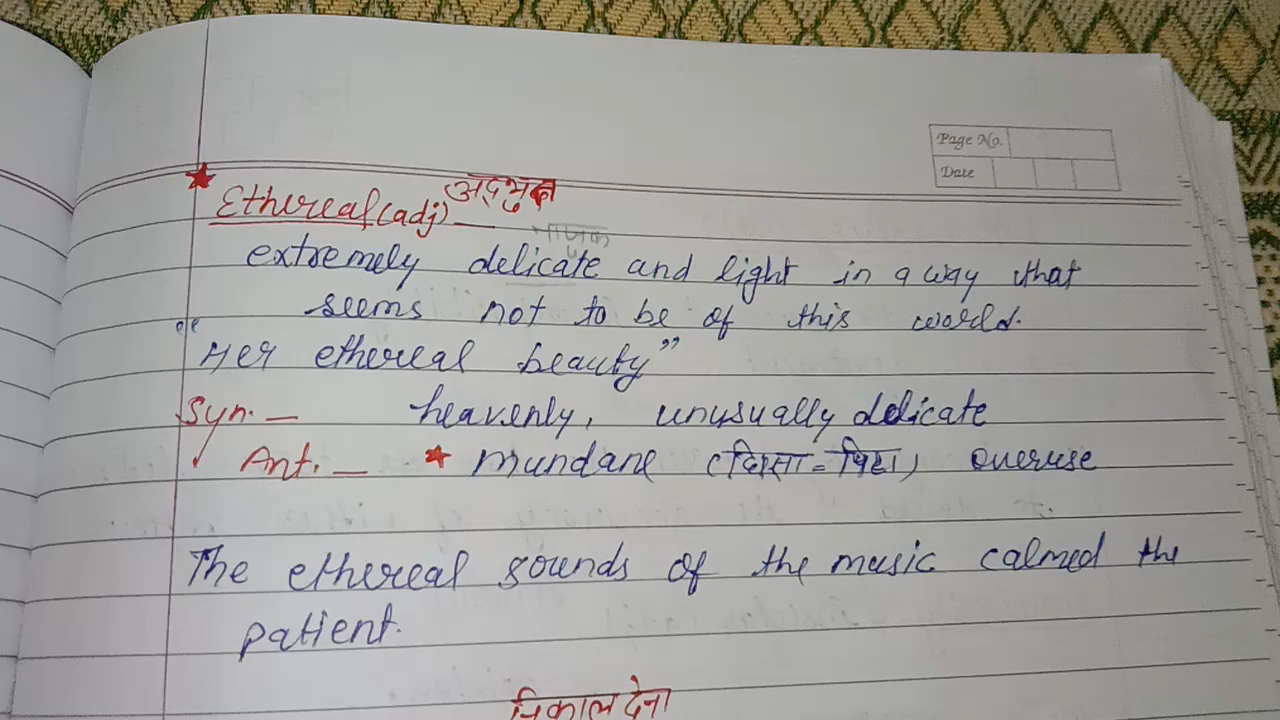 Page No.
Date
★ Ethereal (adj) — अद्भुत
नाजुक
extremely delicate and light in a way that
seems not to be of this world.
"Her ethereal beauty"
Syn. — heavenly, unusually delicate
Ant. — ★ Mundane (घिसा-पिटा) overuse
The ethereal sounds of the music calmed the
patient.
निकाल देना